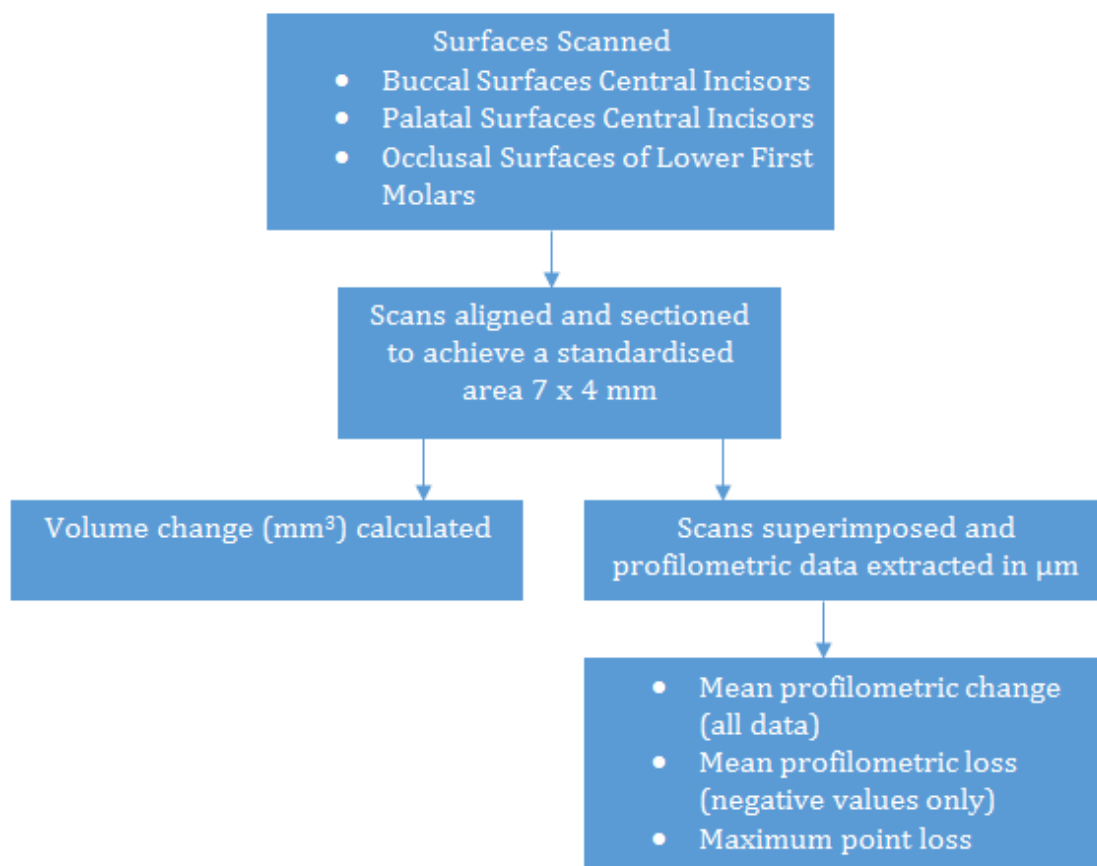 Surfaces Scanned
• Buccal Surfaces Central Incisors
• Palatal Surfaces Central Incisors
• Occlusal Surfaces of Lower First
Molars
Scans aligned and sectioned
to achieve a standardised
area 7 x 4 mm
Volume change (mm³) calculated
Scans superimposed and
profilometric data extracted in μm
• Mean profilometric change
(all data)
• Mean profilometric loss
(negative values only)
• Maximum point loss